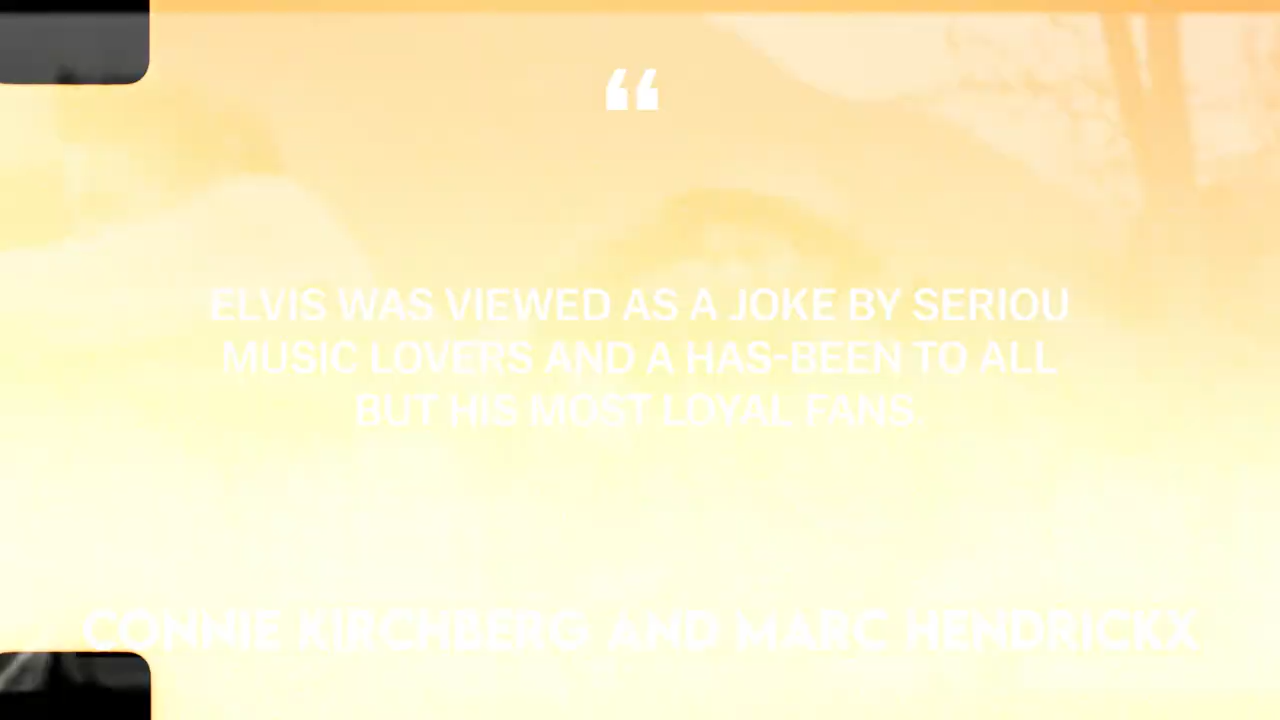 “
ELVIS WAS VIEWED AS A JOKE BY SERIOU
MUSIC LOVERS AND A HAS-BEEN TO ALL
BUT HIS MOST LOYAL FANS.
CONNIE KIRCHBERG AND MARC HENDRICKX